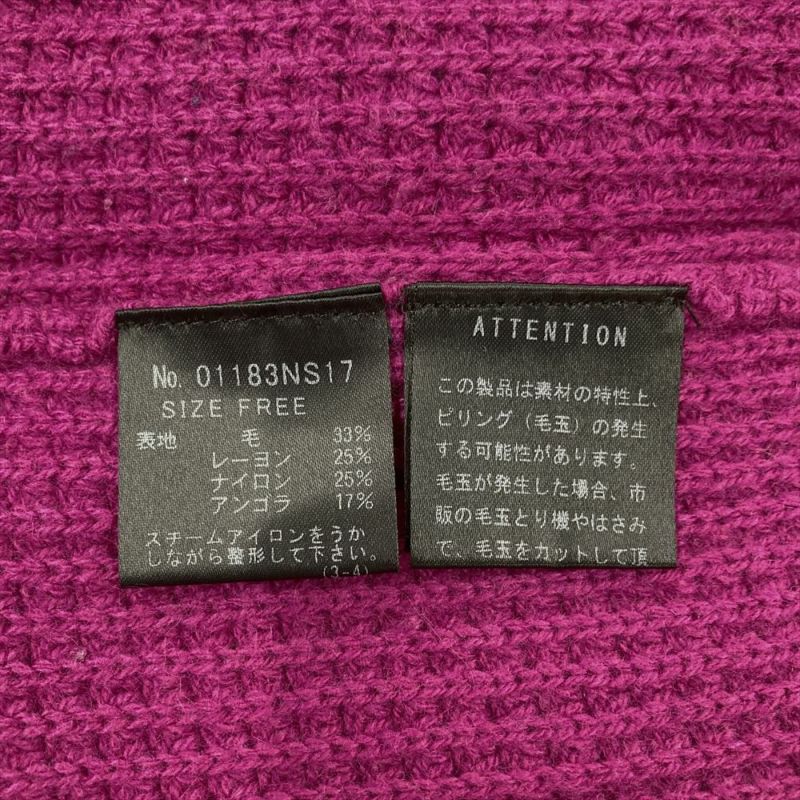 No. 01183NS17
SIZE FREE
表地 毛 33%
レーヨン 25%
ナイロン 25%
アンゴラ 17%
スチームアイロンをうか
しながら整形して下さい。
(3-4)
ATTENTION
この製品は素材の特性上、
ピリング（毛玉）の発生
する可能性があります。
毛玉が発生した場合、市
販の毛玉とり機やはさみ
で、毛玉をカットして頂